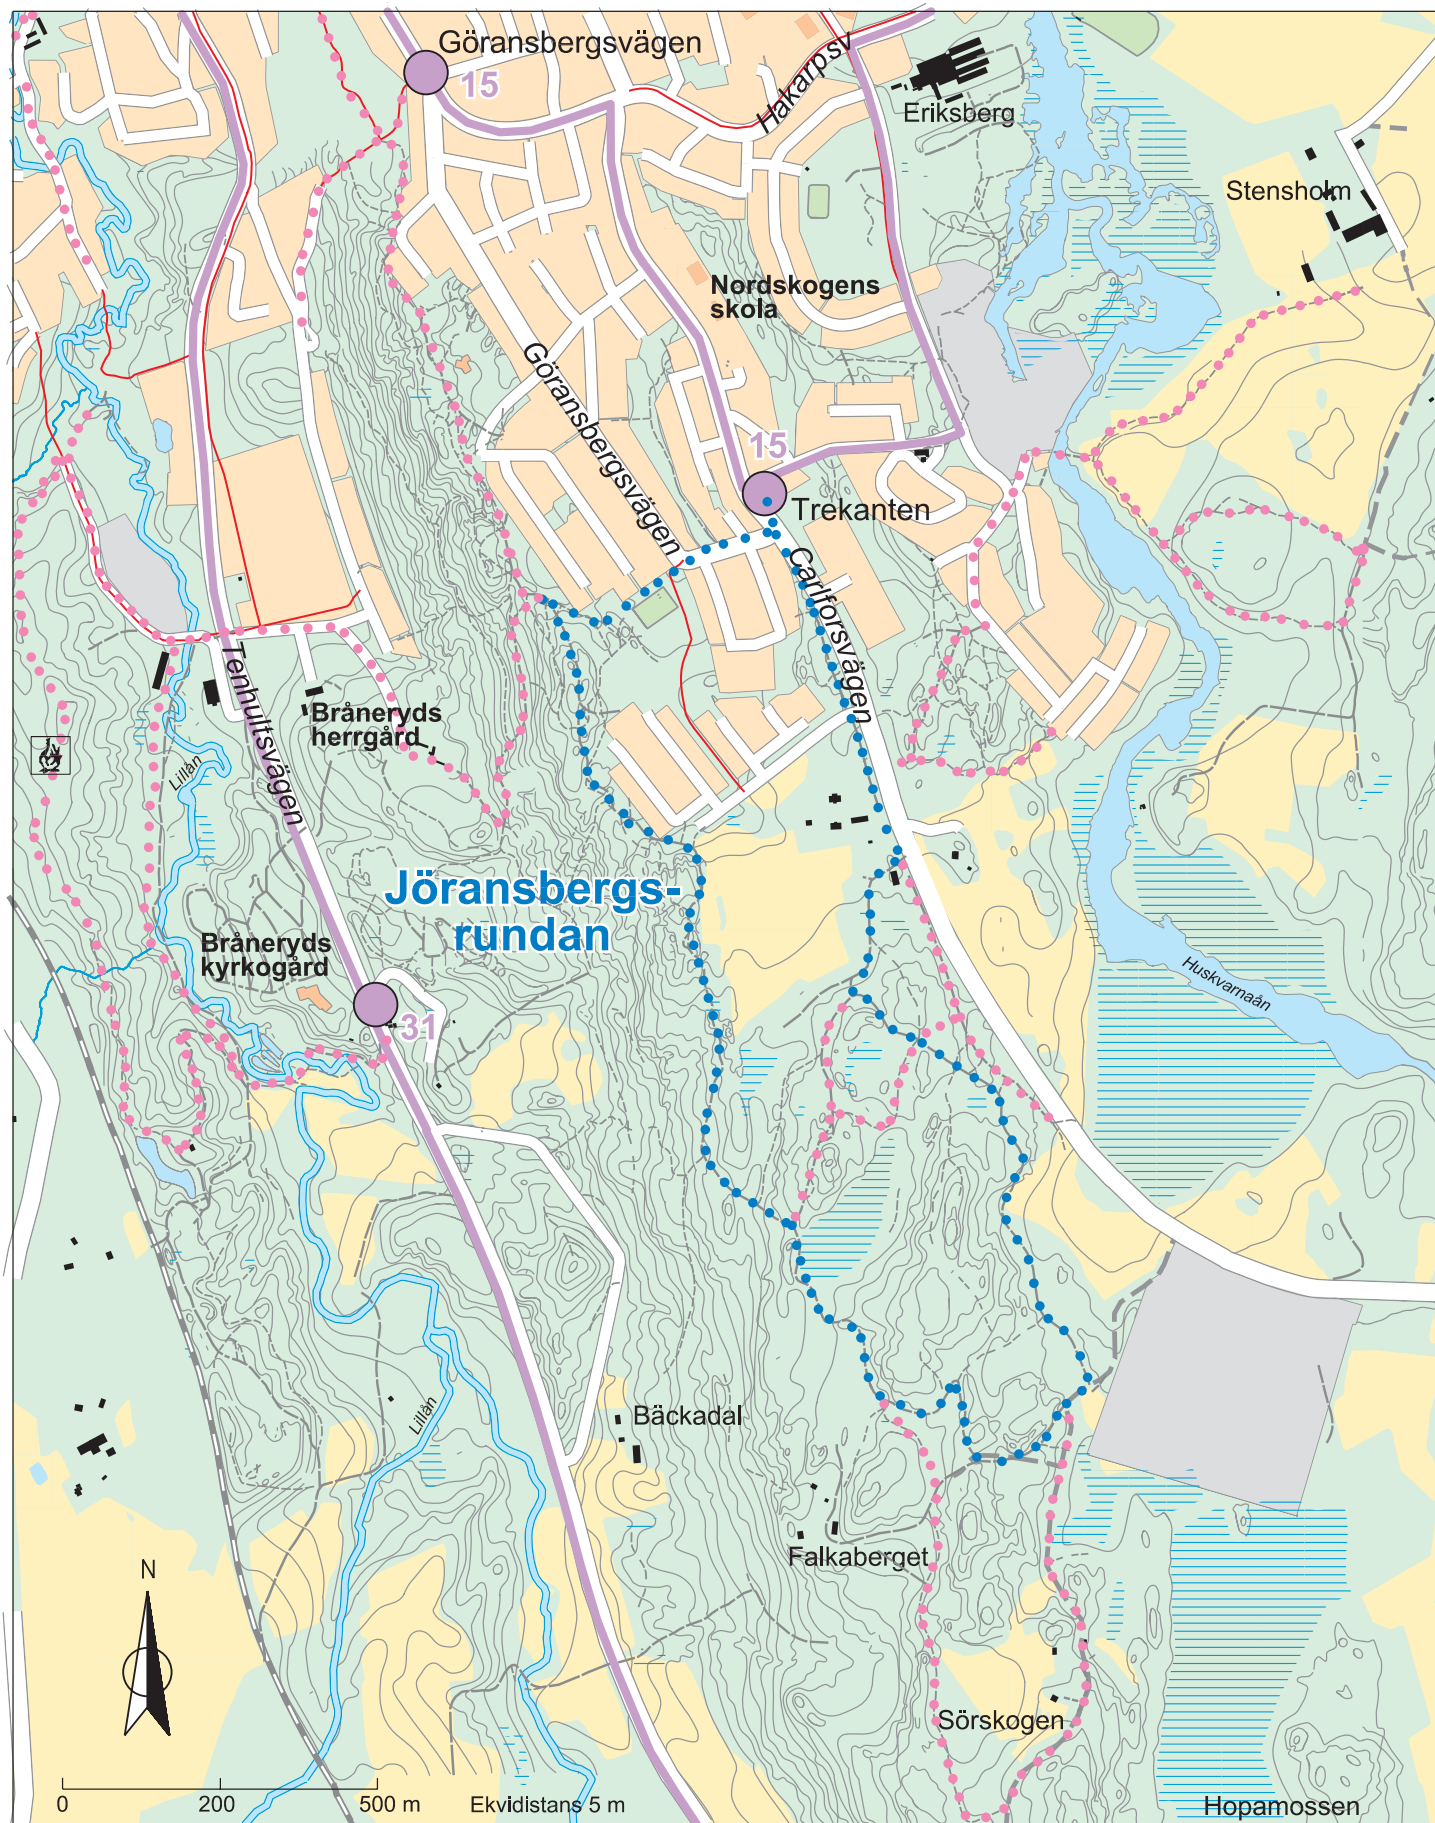 Göransbergsvägen
15
Hakarpsv
Eriksberg
Stensholm
Nordskogens
skola
Göransbergsvägen
15
Trekanten
Carlforsvägen
Tenhultsvägen
Bråneryds
herrgård
Lillån
Jöransbergs-
rundan
Bråneryds
kyrkogård
Huskvarnaån
31
Lillån
Bäckadal
Falkaberget
N
Sörskogen
0 200 500 m Ekvidistans 5 m
Hopamossen